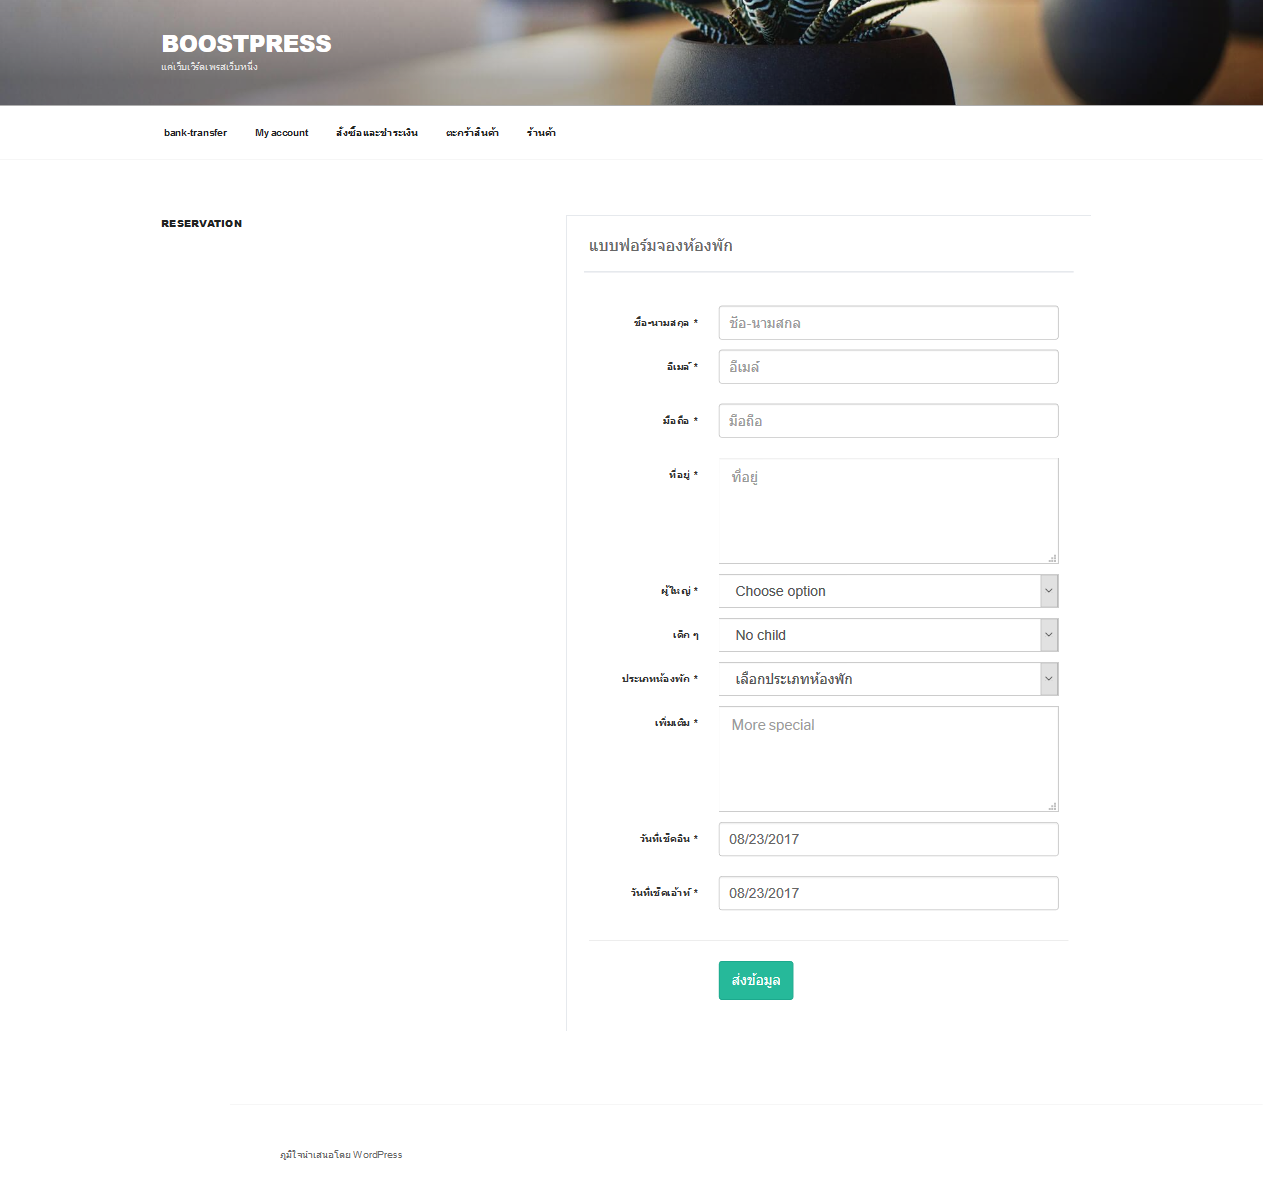 BOOSTPRESS
แค่เว็บเวิร์ดเพรสเว็บหนึ่ง
bank-transfer My account สั่งซื้อและชำระเงิน ตะกร้าสินค้า ร้านค้า
RESERVATION
แบบฟอร์มจองห้องพัก
ชื่อ-นามสกุล * ชื่อ-นามสกุล
อีเมล์ * อีเมล์
มือถือ * มือถือ
ที่อยู่ * ที่อยู่
ผู้ใหญ่ * Choose option
เด็ก ๆ No child
ประเภทห้องพัก * เลือกประเภทห้องพัก
เพิ่มเติม * More special
วันที่เช็คอิน * 08/23/2017
วันที่เช็คเอ้าท์ * 08/23/2017
ส่งข้อมูล
ภูมิใจนำเสนอโดย WordPress